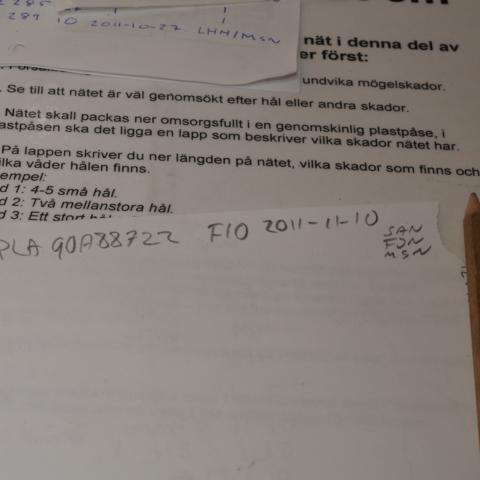 289 10 2011-10-27 LHH/MSN
nät i denna del av
er först:
undvika mögelskador.
. Se till att nätet är väl genomsökt efter hål eller andra skador.
Nätet skall packas ner omsorgsfullt i en genomskinlig plastpåse, i
astpåsen ska det ligga en lapp som beskriver vilka skador nätet har.
På lappen skriver du ner längden på nätet, vilka skador som finns och
ilka våder hålen finns.
empel:
d 1: 4-5 små hål.
d 2: Två mellanstora hål.
d 3: Ett stort hål.
PLA 90A88722 F10 2011-11-10
SAN
FJN
MSN